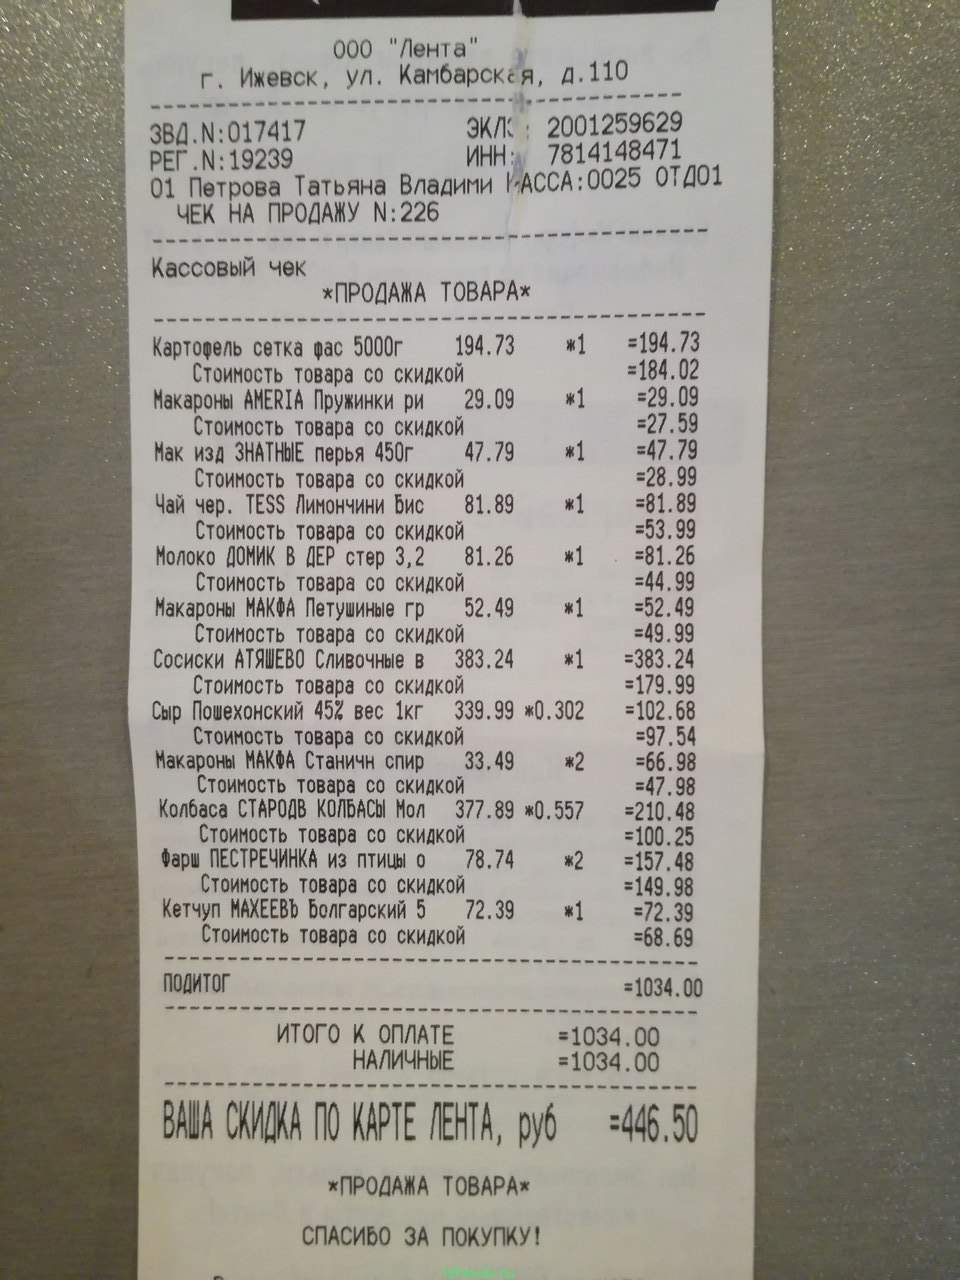 ООО "Лента"
г. Ижевск, ул. Камбарская, д.110
ЗВД.N:017417 ЭКЛЗ: 2001259629
РЕГ.N:19239 ИНН: 7814148471
01 Петрова Татьяна Владими КАССА:0025 ОТД01
ЧЕК НА ПРОДАЖУ N:226
Кассовый чек
*ПРОДАЖА ТОВАРА*
Картофель сетка фас 5000г 194.73 *1 =194.73
Стоимость товара со скидкой =184.02
Макароны AMERIA Пружинки ри 29.09 *1 =29.09
Стоимость товара со скидкой =27.59
Мак изд ЗНАТНЫЕ перья 450г 47.79 *1 =47.79
Стоимость товара со скидкой =28.99
Чай чер. TESS Лимончини Бис 81.89 *1 =81.89
Стоимость товара со скидкой =53.99
Молоко ДОМИК В ДЕР стер 3,2 81.26 *1 =81.26
Стоимость товара со скидкой =44.99
Макароны МАКФА Петушиные гр 52.49 *1 =52.49
Стоимость товара со скидкой =49.99
Сосиски АТЯШЕВО Сливочные в 383.24 *1 =383.24
Стоимость товара со скидкой =179.99
Сыр Пошехонский 45% вес 1кг 339.99 *0.302 =102.68
Стоимость товара со скидкой =97.54
Макароны МАКФА Станичн спир 33.49 *2 =66.98
Стоимость товара со скидкой =47.98
Колбаса СТАРОДВ КОЛБАСЫ Мол 377.89 *0.557 =210.48
Стоимость товара со скидкой =100.25
Фарш ПЕСТРЕЧИНКА из птицы о 78.74 *2 =157.48
Стоимость товара со скидкой =149.98
Кетчуп МАХЕЕВЪ Болгарский 5 72.39 *1 =72.39
Стоимость товара со скидкой =68.69
ПОДИТОГ =1034.00
ИТОГО К ОПЛАТЕ =1034.00
НАЛИЧНЫЕ =1034.00
ВАША СКИДКА ПО КАРТЕ ЛЕНТА, руб =446.50
*ПРОДАЖА ТОВАРА*
СПАСИБО ЗА ПОКУПКУ!